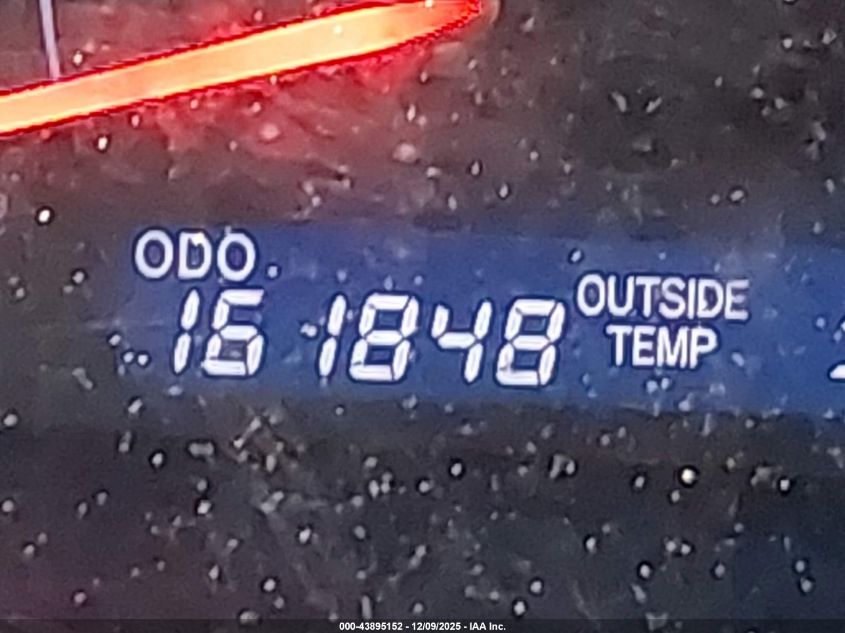 ODO.
161848
OUTSIDE
TEMP
000-43895152 - 12/09/2025 - IAA Inc.